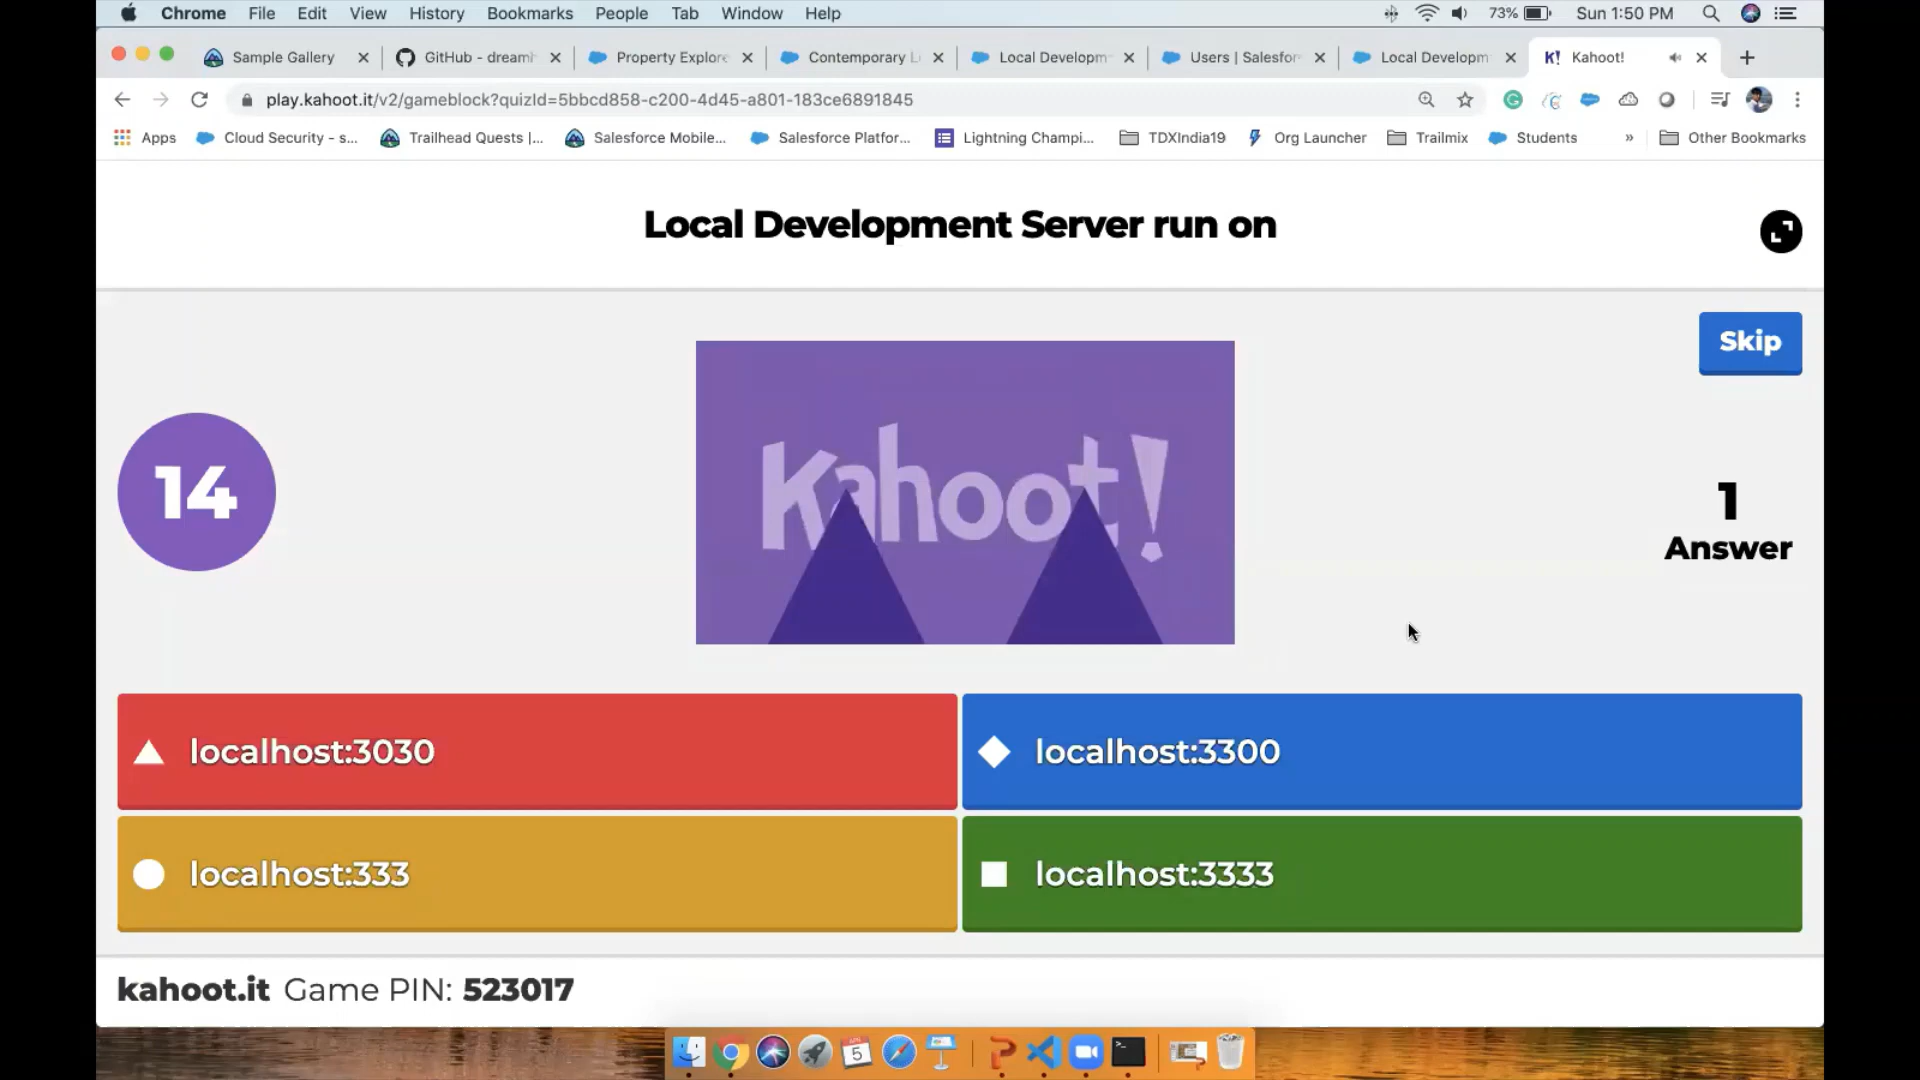 Chrome File Edit View History Bookmarks People Tab Window Help 73% Sun 1:50 PM
Sample Gallery GitHub - dreamh Property Explore Contemporary Li Local Developm Users | Salesfor Local Developm K! Kahoot!
play.kahoot.it/v2/gameblock?quizId=5bbcd858-c200-4d45-a801-183ce6891845
Apps Cloud Security - s... Trailhead Quests |... Salesforce Mobile... Salesforce Platfor... Lightning Champi... TDXIndia19 Org Launcher Trailmix Students » Other Bookmarks
Local Development Server run on
Skip
14
Kahoot!
1
Answer
localhost:3030
localhost:3300
localhost:333
localhost:3333
kahoot.it Game PIN: 523017
5